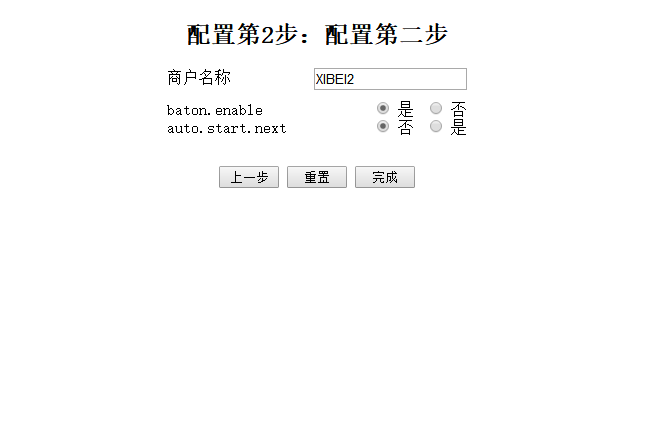 配置第2步：配置第二步
商户名称 XIBEI2
baton.enable 是 否
auto.start.next 否 是
上一步 重置 完成